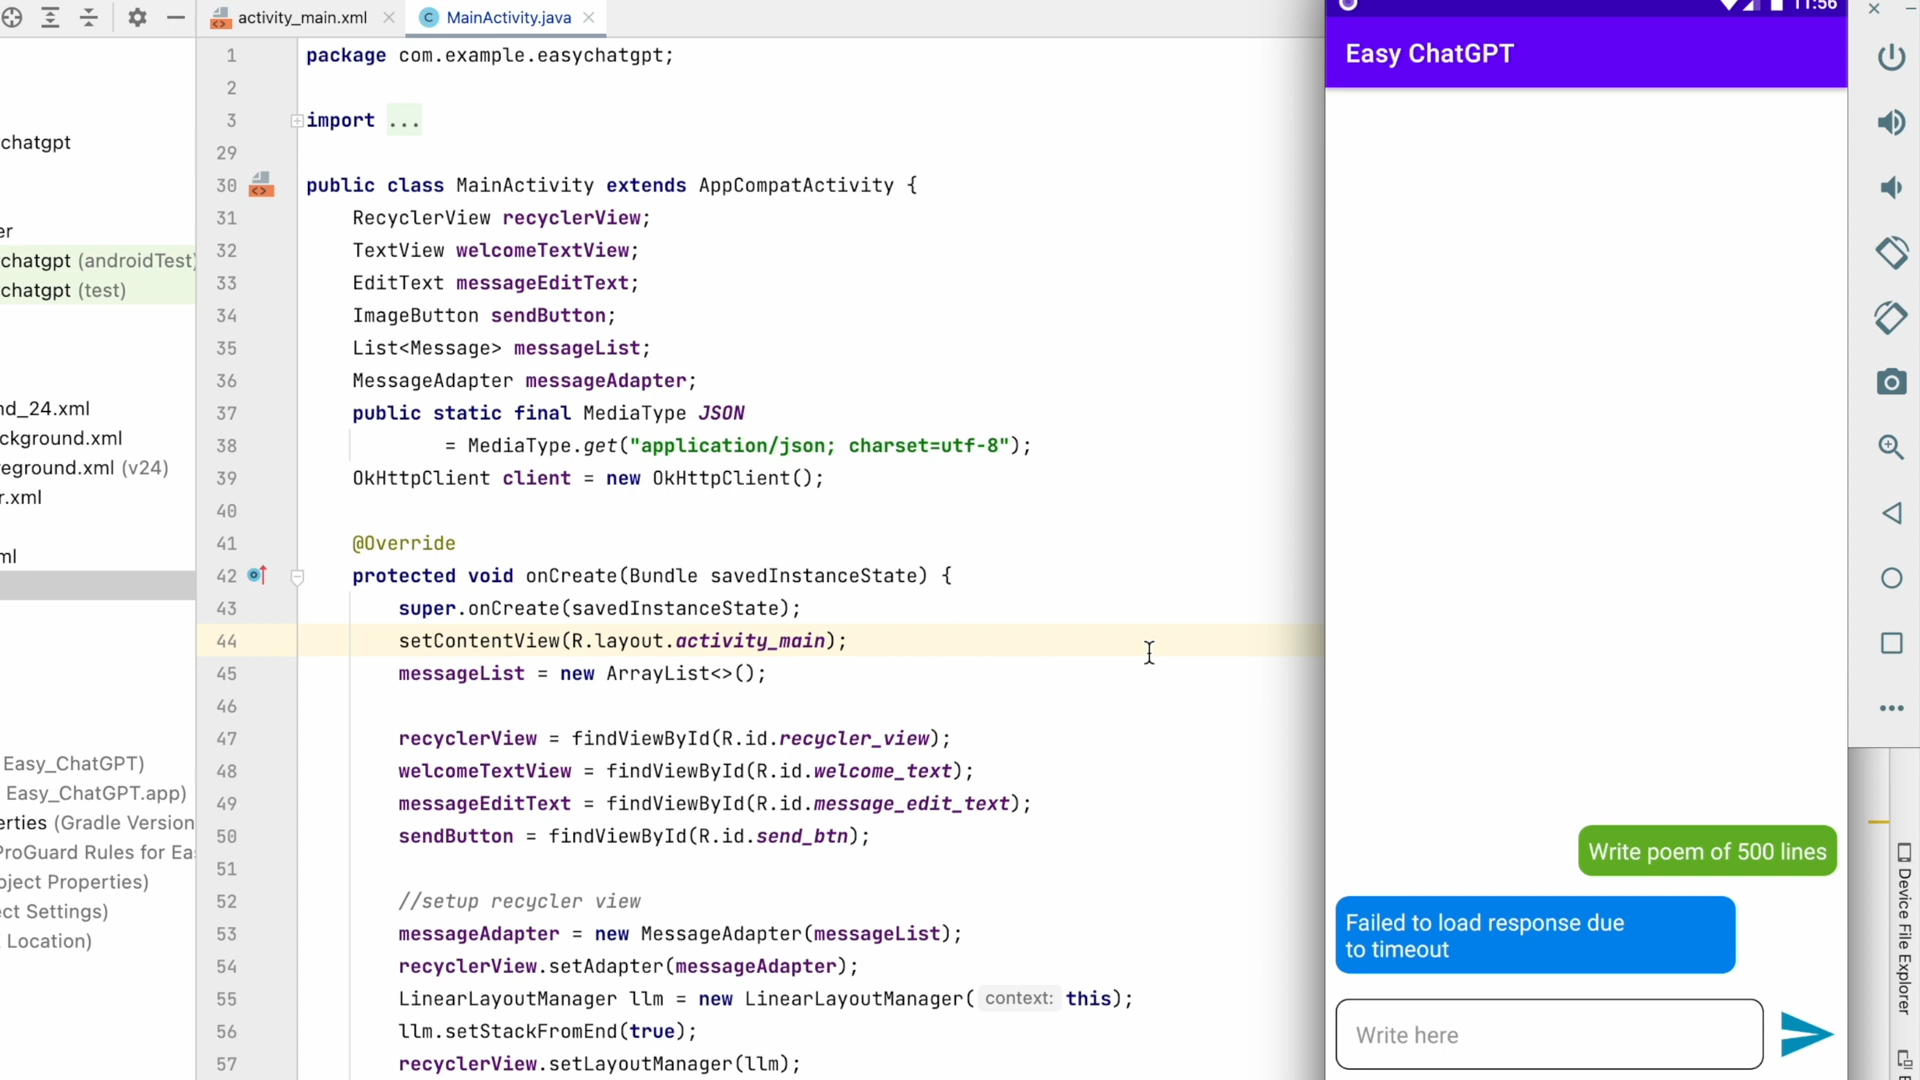 activity_main.xml
MainActivity.java
chatgpt
er
chatgpt (androidTest)
chatgpt (test)
nd_24.xml
ckground.xml
reground.xml (v24)
r.xml
ml
Easy_ChatGPT)
Easy_ChatGPT.app)
erties (Gradle Version
ProGuard Rules for Ea
oject Properties)
ct Settings)
Location)
1 package com.example.easychatgpt;
2
3 import ...
29
30 public class MainActivity extends AppCompatActivity {
31 RecyclerView recyclerView;
32 TextView welcomeTextView;
33 EditText messageEditText;
34 ImageButton sendButton;
35 List<Message> messageList;
36 MessageAdapter messageAdapter;
37 public static final MediaType JSON
38 = MediaType.get("application/json; charset=utf-8");
39 OkHttpClient client = new OkHttpClient();
40
41 @Override
42 protected void onCreate(Bundle savedInstanceState) {
43 super.onCreate(savedInstanceState);
44 setContentView(R.layout.activity_main);
45 messageList = new ArrayList<>();
46
47 recyclerView = findViewById(R.id.recycler_view);
48 welcomeTextView = findViewById(R.id.welcome_text);
49 messageEditText = findViewById(R.id.message_edit_text);
50 sendButton = findViewById(R.id.send_btn);
51
52 //setup recycler view
53 messageAdapter = new MessageAdapter(messageList);
54 recyclerView.setAdapter(messageAdapter);
55 LinearLayoutManager llm = new LinearLayoutManager( context: this);
56 llm.setStackFromEnd(true);
57 recyclerView.setLayoutManager(llm);
11:56
Easy ChatGPT
Write poem of 500 lines
Failed to load response due
to timeout
Write here
Device File Explorer